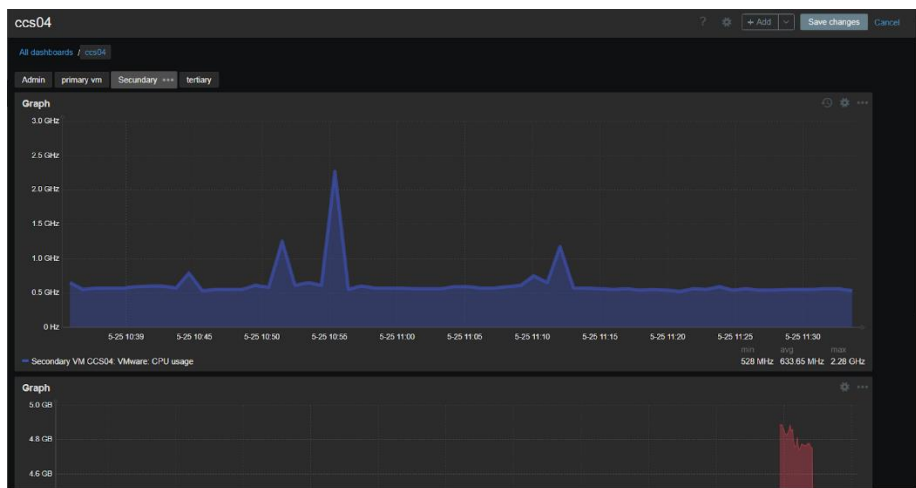 ccs04
? + Add Save changes Cancel
All dashboards / ccs04
Admin primary vm Secundary ••• tertiary
Graph
3.0 GHz
2.5 GHz
2.0 GHz
1.5 GHz
1.0 GHz
0.5 GHz
0 Hz
5-25 10:39 5-25 10:45 5-25 10:50 5-25 10:55 5-25 11:00 5-25 11:05 5-25 11:10 5-25 11:15 5-25 11:20 5-25 11:25 5-25 11:30
min avg max
Secondary VM CCS04: VMware: CPU usage 528 MHz 633.65 MHz 2.28 GHz
Graph
5.0 GB
4.8 GB
4.6 GB